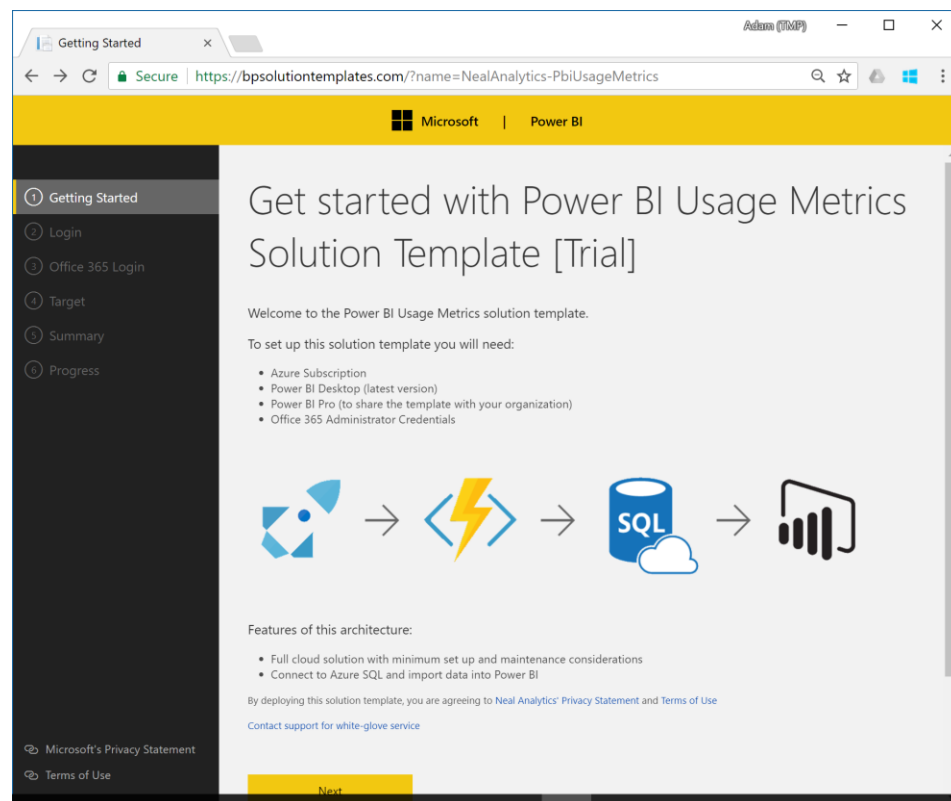 Adam (TMP)
Getting Started
Secure https://bpsolutiontemplates.com/?name=NealAnalytics-PbiUsageMetrics
Microsoft | Power BI
1 Getting Started
2 Login
3 Office 365 Login
4 Target
5 Summary
6 Progress
Microsoft's Privacy Statement
Terms of Use
Get started with Power BI Usage Metrics
Solution Template [Trial]
Welcome to the Power BI Usage Metrics solution template.
To set up this solution template you will need:
• Azure Subscription
• Power BI Desktop (latest version)
• Power BI Pro (to share the template with your organization)
• Office 365 Administrator Credentials
SQL
Features of this architecture:
• Full cloud solution with minimum set up and maintenance considerations
• Connect to Azure SQL and import data into Power BI
By deploying this solution template, you are agreeing to Neal Analytics' Privacy Statement and Terms of Use
Contact support for white-glove service
Next